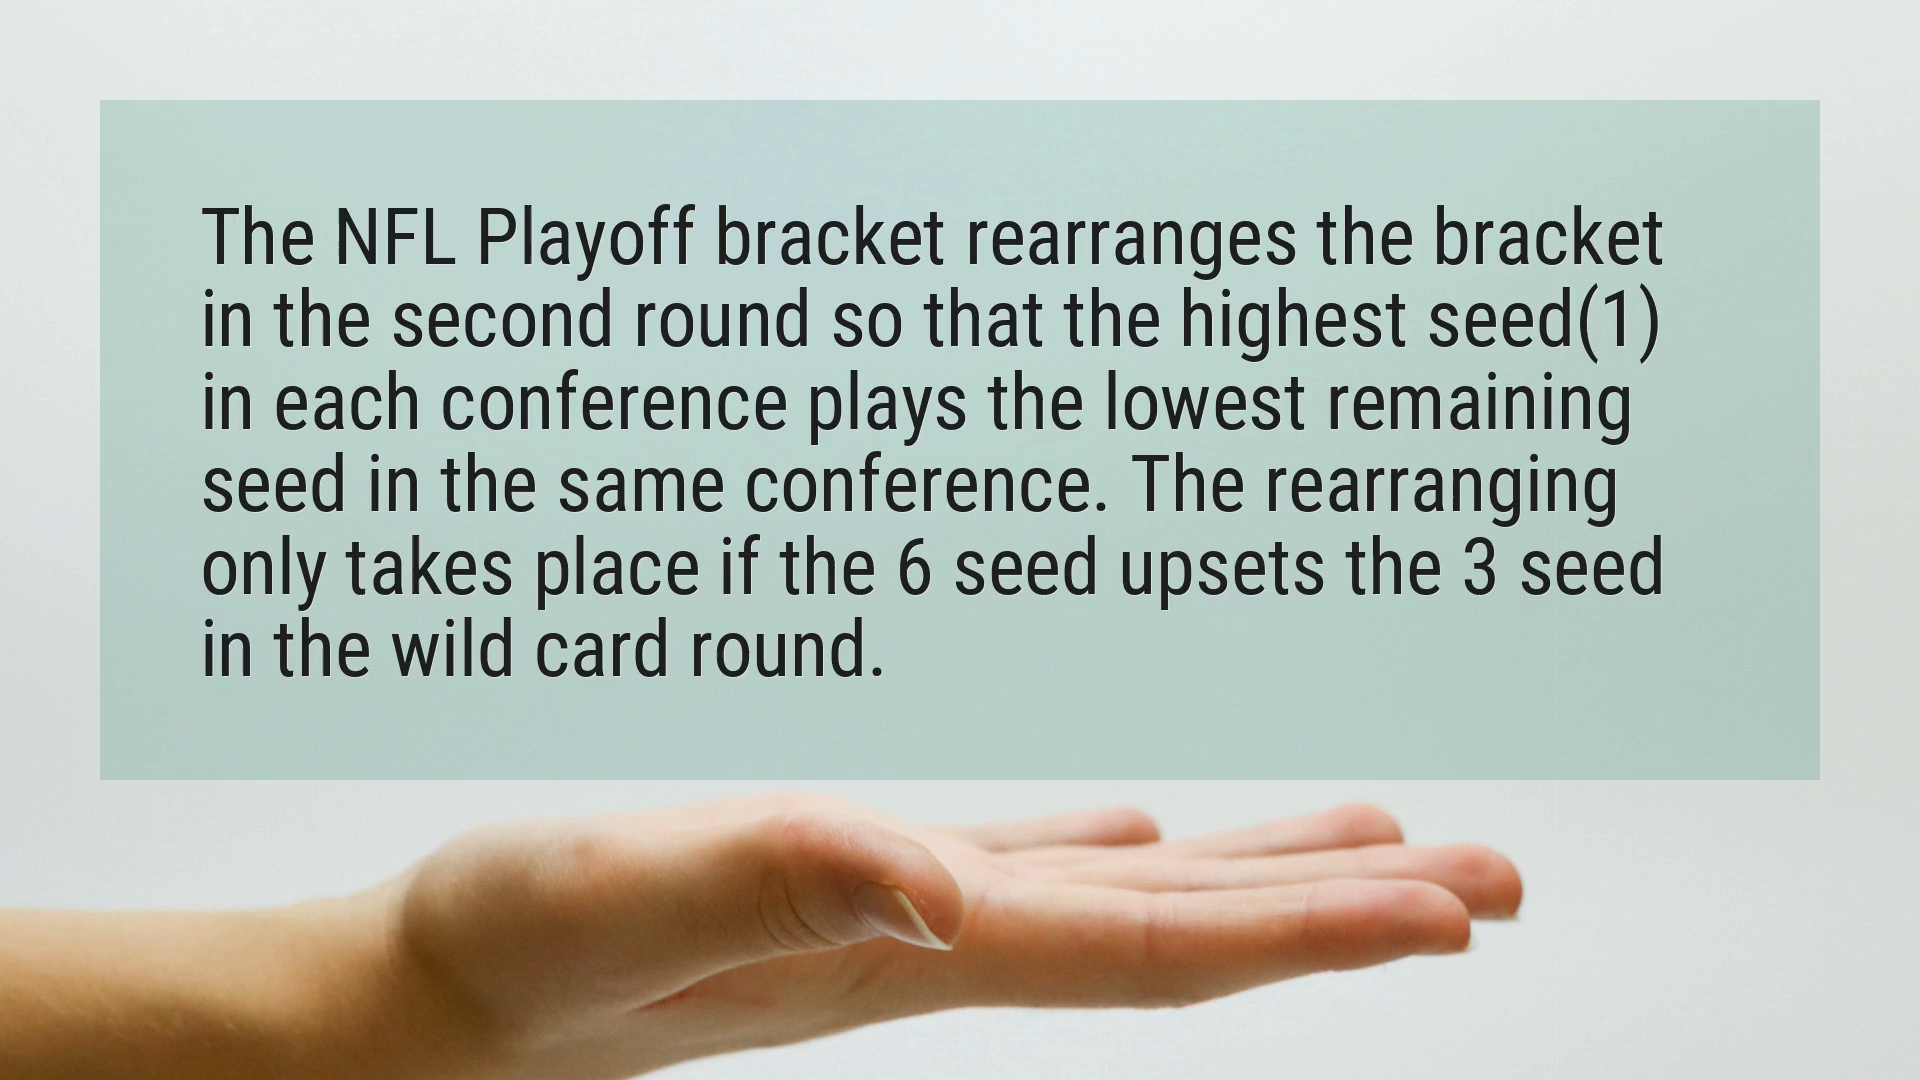 The NFL Playoff bracket rearranges the bracket
in the second round so that the highest seed(1)
in each conference plays the lowest remaining
seed in the same conference. The rearranging
only takes place if the 6 seed upsets the 3 seed
in the wild card round.